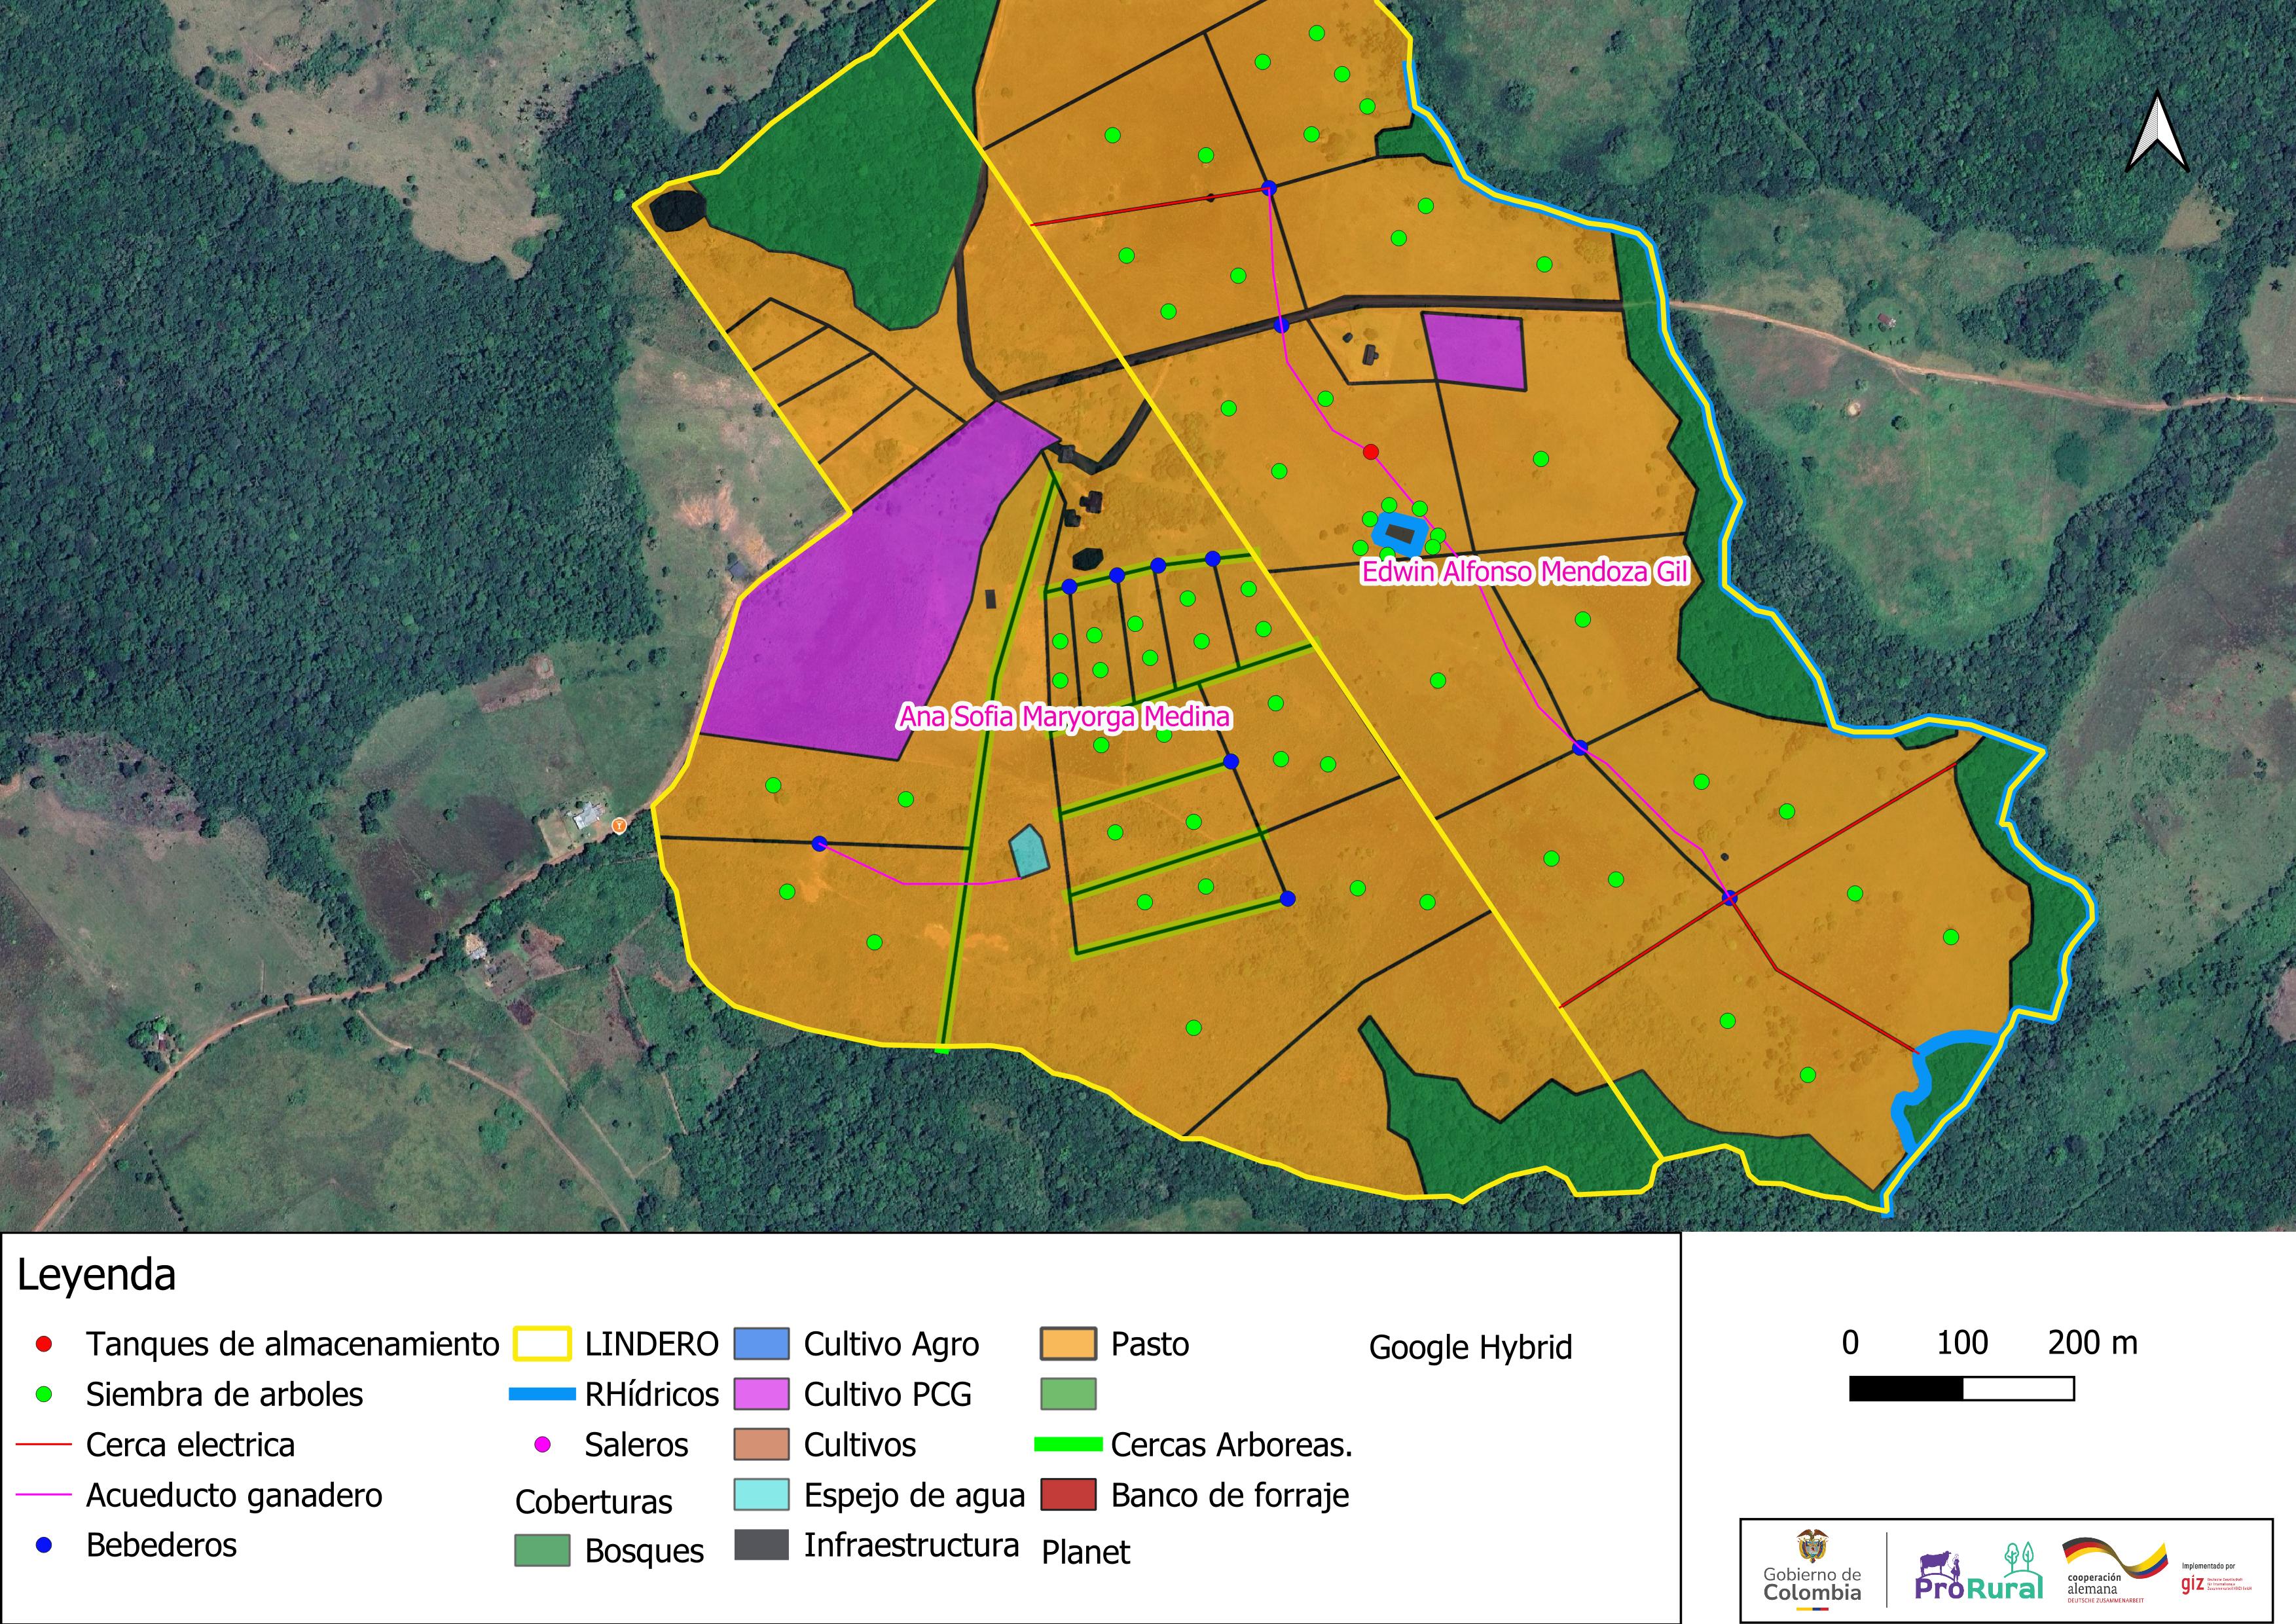 Edwin Alfonso Mendoza Gil
Ana Sofia Maryorga Medina
Leyenda
Tanques de almacenamiento
Siembra de arboles
Cerca electrica
Acueducto ganadero
Bebederos
LINDERO
RHídricos
Saleros
Coberturas
Bosques
Cultivo Agro
Cultivo PCG
Cultivos
Espejo de agua
Infraestructura
Pasto
Cercas Arboreas.
Banco de forraje
Planet
Google Hybrid
0 100 200 m
Gobierno de
Colombia
ProRural
cooperación
alemana
DEUTSCHE ZUSAMMENARBEIT
Implementado por
giz